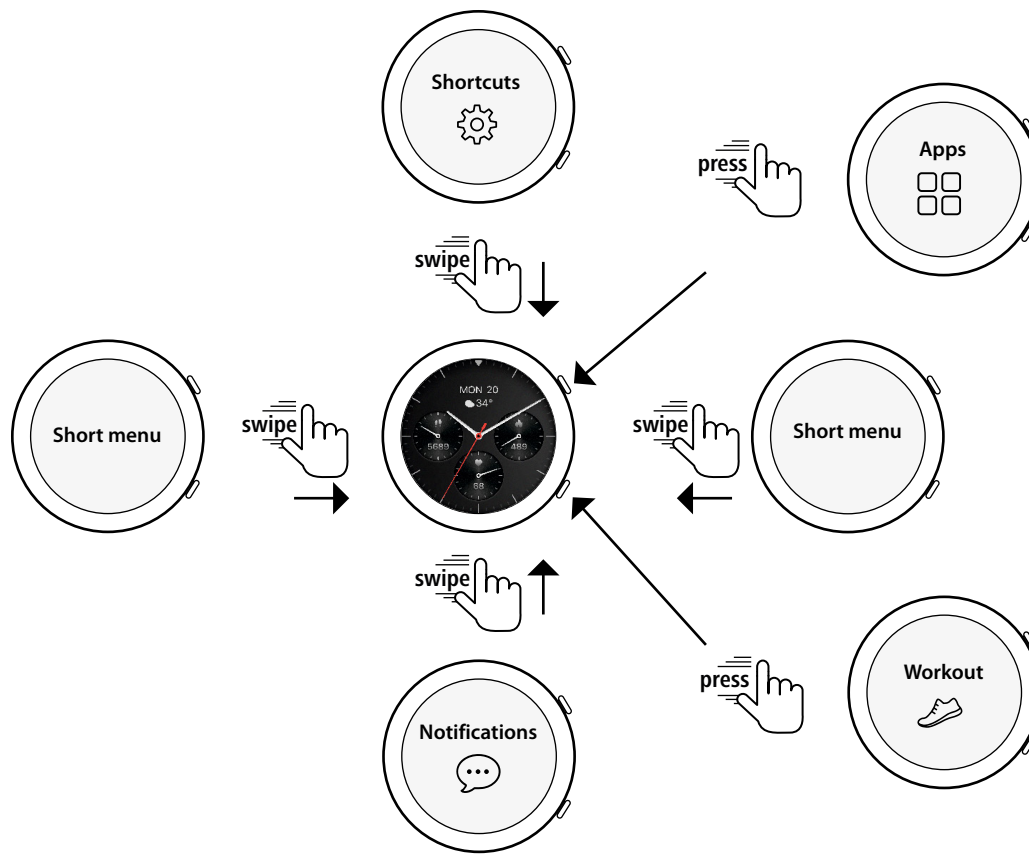 Shortcuts
Apps
press
swipe
Short menu
swipe
MON 20
34°
5689
489
68
swipe
Short menu
swipe
Notifications
press
Workout